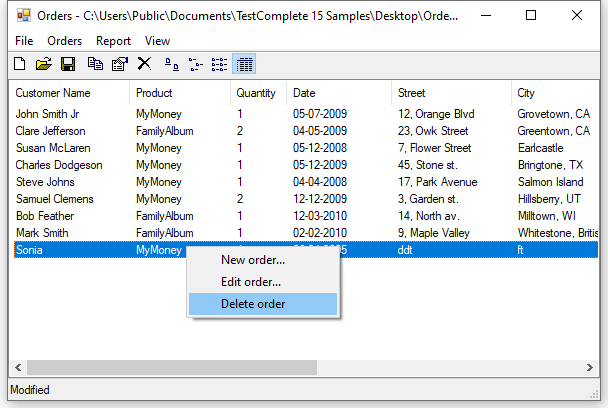 Orders - C:\Users\Public\Documents\TestComplete 15 Samples\Desktop\Orde...
File Orders Report View
Customer Name Product Quantity Date Street City
John Smith Jr MyMoney 1 05-07-2009 12, Orange Blvd Grovetown, CA
Clare Jefferson FamilyAlbum 2 04-05-2009 23, Owk Street Greentown, CA
Susan McLaren MyMoney 1 05-12-2008 7, Flower Street Earlcastle
Charles Dodgeson MyMoney 1 05-12-2009 45, Stone st. Bringtone, TX
Steve Johns MyMoney 1 04-04-2008 17, Park Avenue Salmon Island
Samuel Clemens MyMoney 2 12-12-2009 3, Garden st. Hillsberry, UT
Bob Feather FamilyAlbum 1 12-03-2010 14, North av. Milltown, WI
Mark Smith FamilyAlbum 1 02-02-2010 9, Maple Valley Whitestone, Britis
Sonia MyMoney ddt ft
New order...
Edit order...
Delete order
Modified